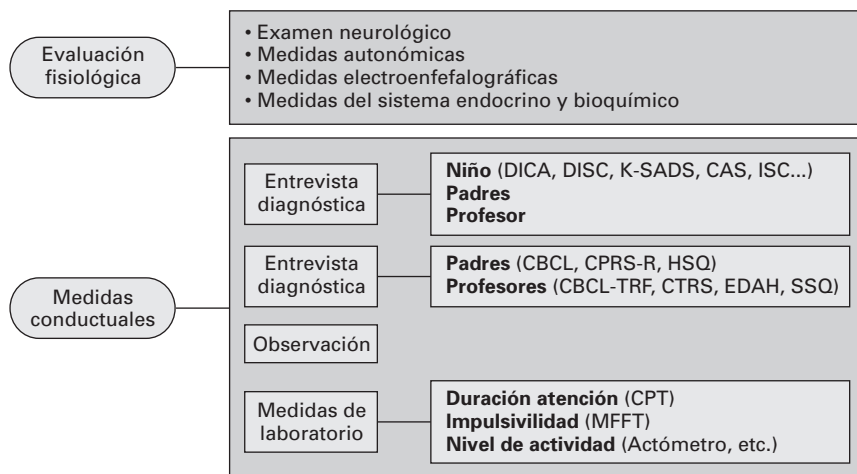 Evaluación
fisiológica
• Examen neurológico
• Medidas autonómicas
• Medidas electroenfefalográficas
• Medidas del sistema endocrino y bioquímico
Medidas
conductuales
Entrevista
diagnóstica
Niño (DICA, DISC, K-SADS, CAS, ISC...)
Padres
Profesor
Entrevista
diagnóstica
Padres (CBCL, CPRS-R, HSQ)
Profesores (CBCL-TRF, CTRS, EDAH, SSQ)
Observación
Medidas de
laboratorio
Duración atención (CPT)
Impulsivilidad (MFFT)
Nivel de actividad (Actómetro, etc.)